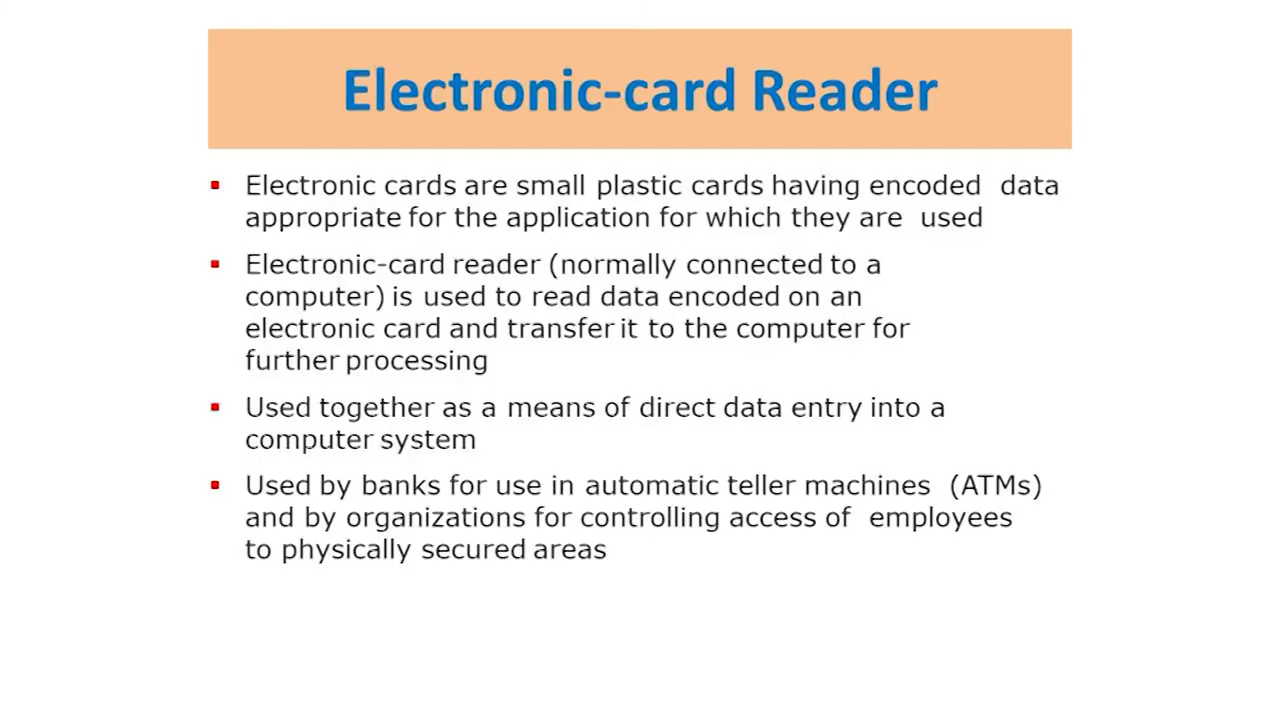 Electronic-card Reader
Electronic cards are small plastic cards having encoded data
appropriate for the application for which they are used
Electronic-card reader (normally connected to a
computer) is used to read data encoded on an
electronic card and transfer it to the computer for
further processing
Used together as a means of direct data entry into a
computer system
Used by banks for use in automatic teller machines (ATMs)
and by organizations for controlling access of employees
to physically secured areas